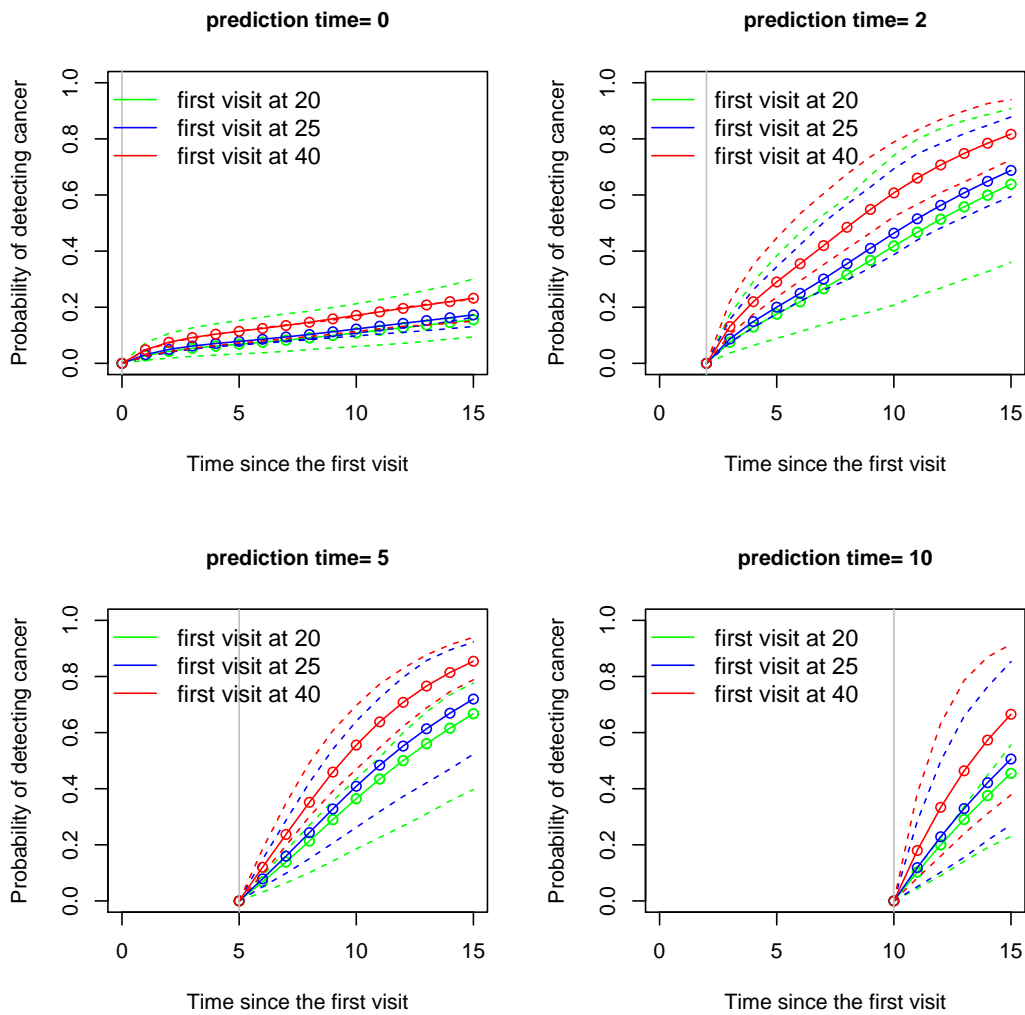 prediction time= 0
Probability of detecting cancer
1.0
0.8
0.6
0.4
0.2
0.0
first visit at 20
first visit at 25
first visit at 40
0 5 10 15
Time since the first visit
prediction time= 2
Probability of detecting cancer
1.0
0.8
0.6
0.4
0.2
0.0
first visit at 20
first visit at 25
first visit at 40
0 5 10 15
Time since the first visit
prediction time= 5
Probability of detecting cancer
1.0
0.8
0.6
0.4
0.2
0.0
first visit at 20
first visit at 25
first visit at 40
0 5 10 15
Time since the first visit
prediction time= 10
Probability of detecting cancer
1.0
0.8
0.6
0.4
0.2
0.0
first visit at 20
first visit at 25
first visit at 40
0 5 10 15
Time since the first visit